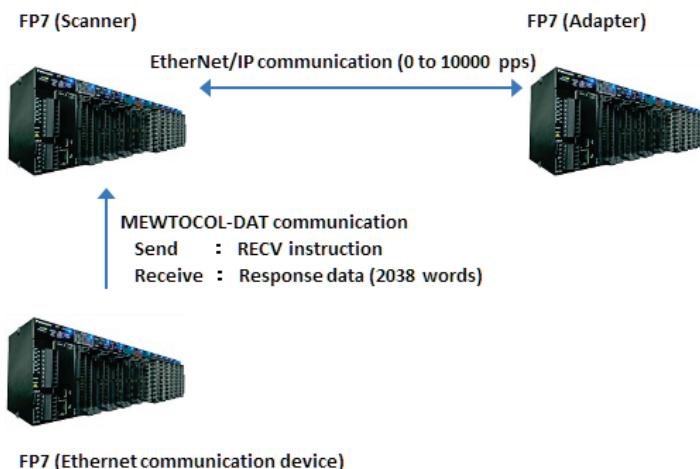 FP7 (Scanner)
FP7 (Adapter)
EtherNet/IP communication (0 to 10000 pps)
MEWTOCOL-DAT communication
Send : RECV instruction
Receive : Response data (2038 words)
FP7 (Ethernet communication device)